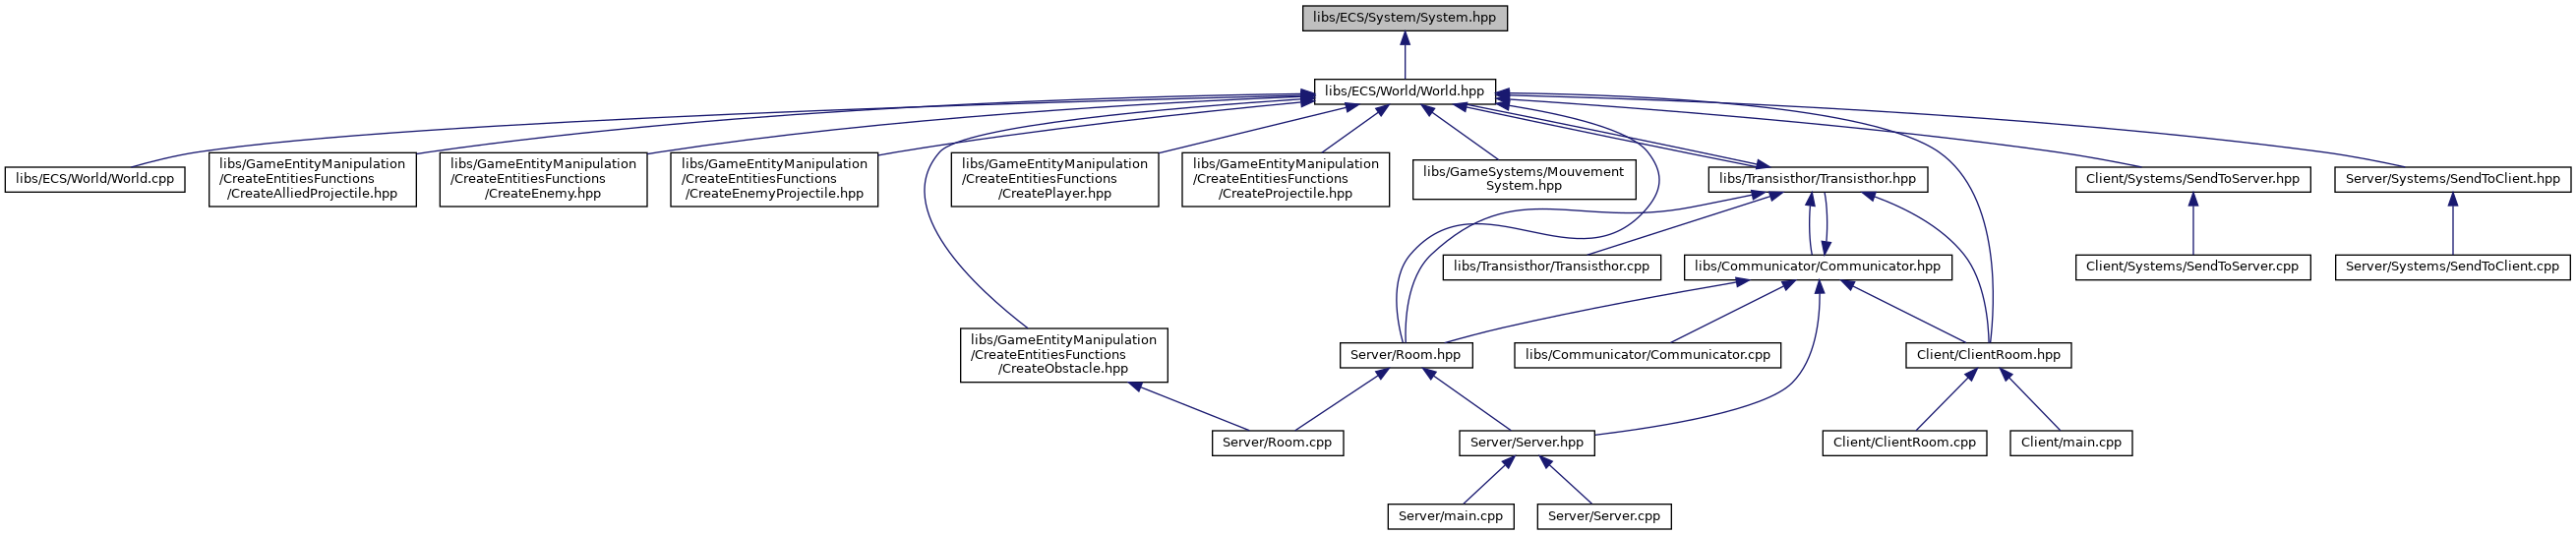 libs/ECS/System/System.hpp
libs/ECS/World/World.hpp
libs/ECS/World/World.cpp
libs/GameEntityManipulation
/CreateEntitiesFunctions
/CreateAlliedProjectile.hpp
libs/GameEntityManipulation
/CreateEntitiesFunctions
/CreateEnemy.hpp
libs/GameEntityManipulation
/CreateEntitiesFunctions
/CreateEnemyProjectile.hpp
libs/GameEntityManipulation
/CreateEntitiesFunctions
/CreatePlayer.hpp
libs/GameEntityManipulation
/CreateEntitiesFunctions
/CreateProjectile.hpp
libs/GameSystems/Mouvement
System.hpp
libs/Transisthor/Transisthor.hpp
Client/Systems/SendToServer.hpp
Server/Systems/SendToClient.hpp
libs/Transisthor/Transisthor.cpp
libs/Communicator/Communicator.hpp
Client/Systems/SendToServer.cpp
Server/Systems/SendToClient.cpp
libs/GameEntityManipulation
/CreateEntitiesFunctions
/CreateObstacle.hpp
Server/Room.hpp
libs/Communicator/Communicator.cpp
Client/ClientRoom.hpp
Server/Room.cpp
Server/Server.hpp
Client/ClientRoom.cpp
Client/main.cpp
Server/main.cpp
Server/Server.cpp